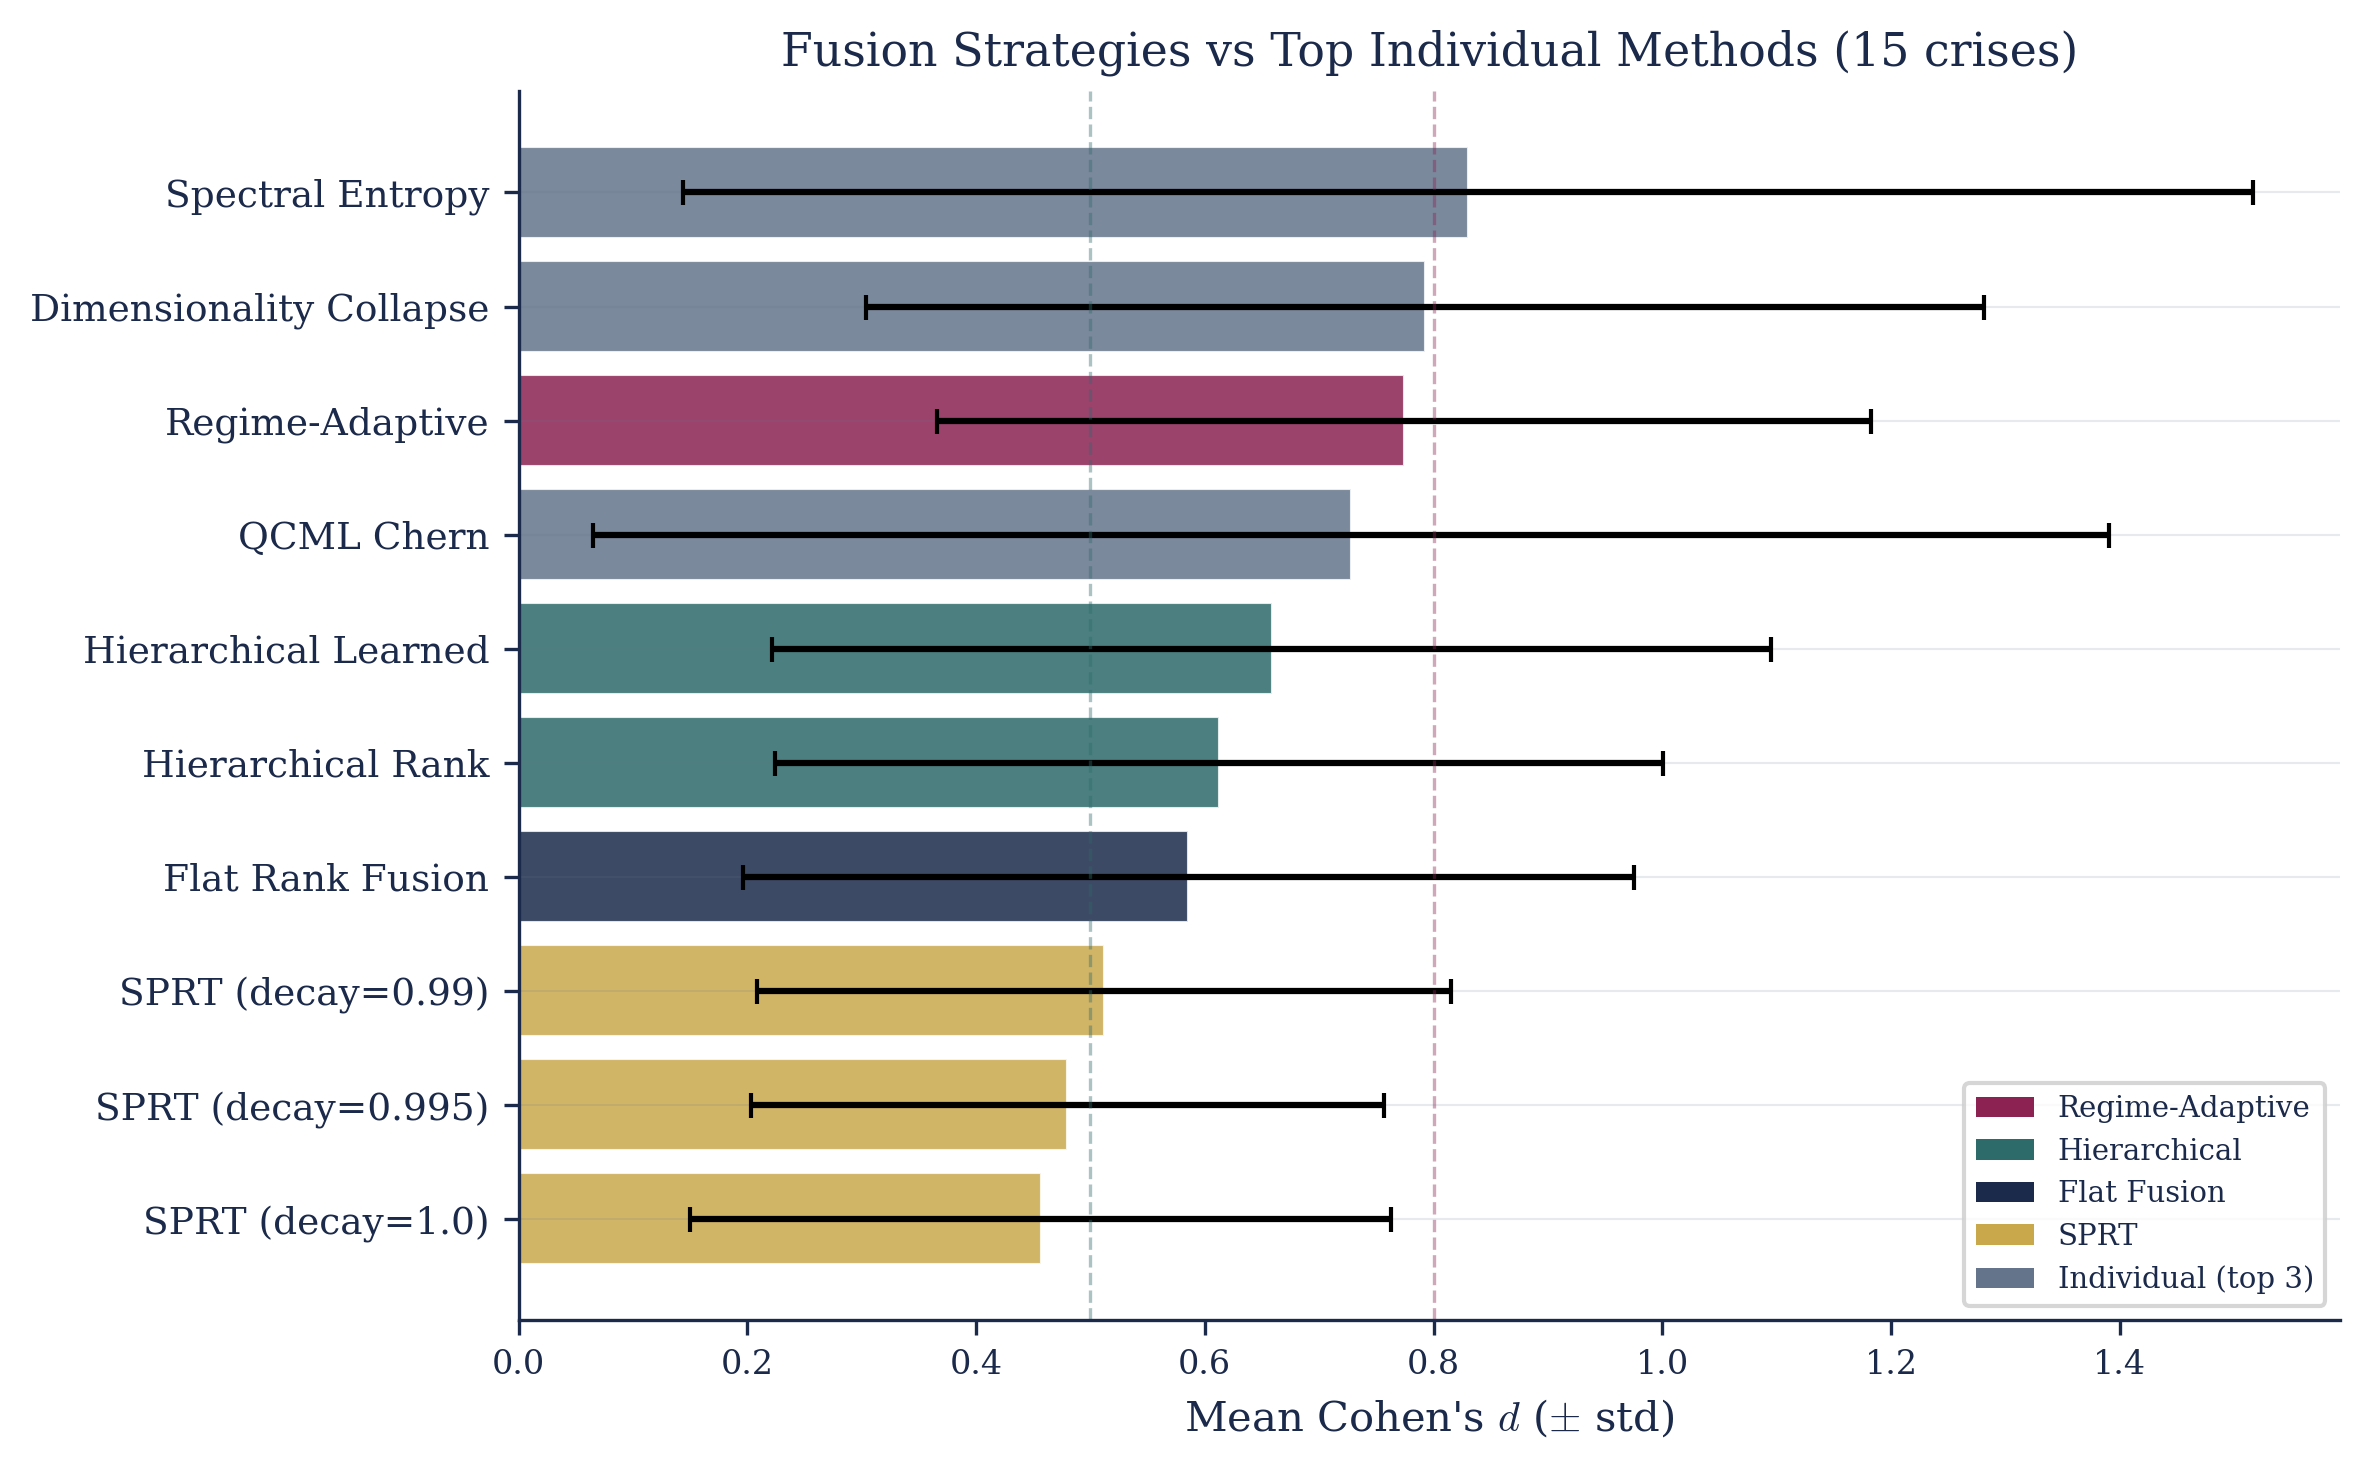 Fusion Strategies vs Top Individual Methods (15 crises)
Spectral Entropy
Dimensionality Collapse
Regime-Adaptive
QCML Chern
Hierarchical Learned
Hierarchical Rank
Flat Rank Fusion
SPRT (decay=0.99)
SPRT (decay=0.995)
SPRT (decay=1.0)
Regime-Adaptive
Hierarchical
Flat Fusion
SPRT
Individual (top 3)
0.0 0.2 0.4 0.6 0.8 1.0 1.2 1.4
Mean Cohen's d (± std)